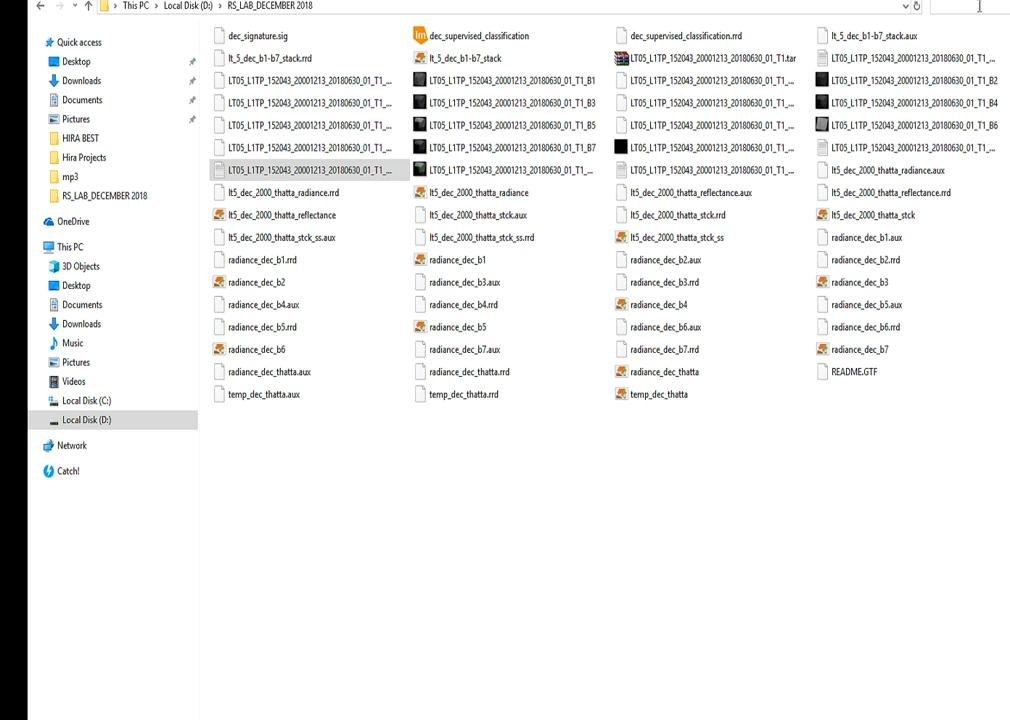 This PC > Local Disk (D:) > RS_LAB_DECEMBER 2018
Quick access
Desktop
Downloads
Documents
Pictures
HIRA BEST
Hira Projects
mp3
RS_LAB_DECEMBER 2018
OneDrive
This PC
3D Objects
Desktop
Documents
Downloads
Music
Pictures
Videos
Local Disk (C:)
Local Disk (D:)
Network
Catch!
dec_signature.sig dec_supervised_classification dec_supervised_classification.rrd lt_5_dec_b1-b7_stack.aux
lt_5_dec_b1-b7_stack.rrd lt_5_dec_b1-b7_stack LT05_L1TP_152043_20001213_20180630_01_T1.tar LT05_L1TP_152043_20001213_20180630_01_T1_...
LT05_L1TP_152043_20001213_20180630_01_T1_... LT05_L1TP_152043_20001213_20180630_01_T1_B1 LT05_L1TP_152043_20001213_20180630_01_T1_... LT05_L1TP_152043_20001213_20180630_01_T1_B2
LT05_L1TP_152043_20001213_20180630_01_T1_... LT05_L1TP_152043_20001213_20180630_01_T1_B3 LT05_L1TP_152043_20001213_20180630_01_T1_... LT05_L1TP_152043_20001213_20180630_01_T1_B4
LT05_L1TP_152043_20001213_20180630_01_T1_... LT05_L1TP_152043_20001213_20180630_01_T1_B5 LT05_L1TP_152043_20001213_20180630_01_T1_... LT05_L1TP_152043_20001213_20180630_01_T1_B6
LT05_L1TP_152043_20001213_20180630_01_T1_... LT05_L1TP_152043_20001213_20180630_01_T1_B7 LT05_L1TP_152043_20001213_20180630_01_T1_... LT05_L1TP_152043_20001213_20180630_01_T1_...
LT05_L1TP_152043_20001213_20180630_01_T1_... LT05_L1TP_152043_20001213_20180630_01_T1_... LT05_L1TP_152043_20001213_20180630_01_T1_... lt5_dec_2000_thatta_radiance.aux
lt5_dec_2000_thatta_radiance.rrd lt5_dec_2000_thatta_radiance lt5_dec_2000_thatta_reflectance.aux lt5_dec_2000_thatta_reflectance.rrd
lt5_dec_2000_thatta_reflectance lt5_dec_2000_thatta_stck.aux lt5_dec_2000_thatta_stck.rrd lt5_dec_2000_thatta_stck
lt5_dec_2000_thatta_stck_ss.aux lt5_dec_2000_thatta_stck_ss.rrd lt5_dec_2000_thatta_stck_ss radiance_dec_b1.aux
radiance_dec_b1.rrd radiance_dec_b1 radiance_dec_b2.aux radiance_dec_b2.rrd
radiance_dec_b2 radiance_dec_b3.aux radiance_dec_b3.rrd radiance_dec_b3
radiance_dec_b4.aux radiance_dec_b4.rrd radiance_dec_b4 radiance_dec_b5.aux
radiance_dec_b5.rrd radiance_dec_b5 radiance_dec_b6.aux radiance_dec_b6.rrd
radiance_dec_b6 radiance_dec_b7.aux radiance_dec_b7.rrd radiance_dec_b7
radiance_dec_thatta.aux radiance_dec_thatta.rrd radiance_dec_thatta README.GTF
temp_dec_thatta.aux temp_dec_thatta.rrd temp_dec_thatta